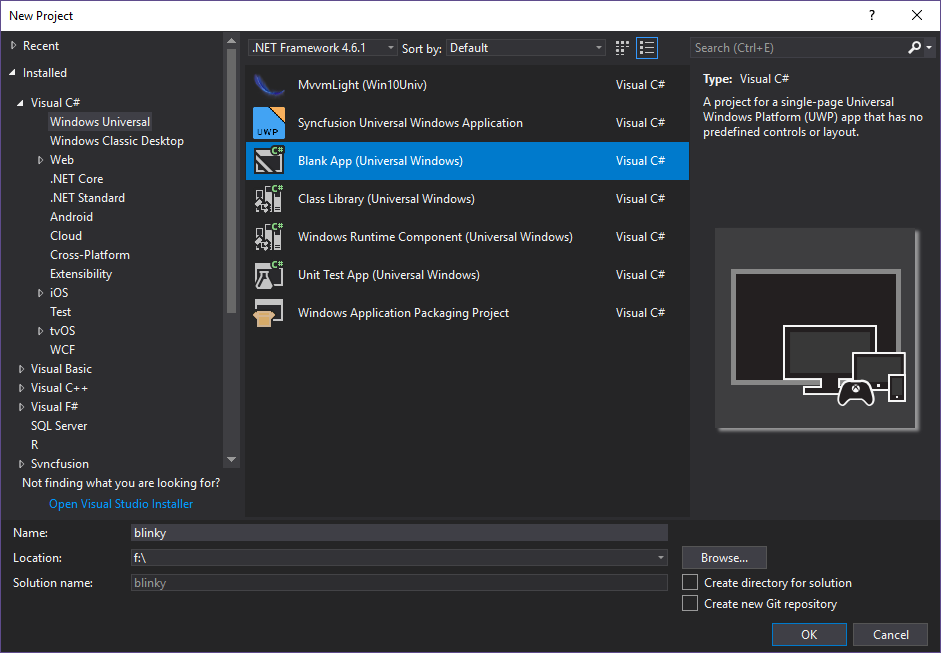 New Project
?
Recent
Installed
Visual C#
Windows Universal
Windows Classic Desktop
Web
.NET Core
.NET Standard
Android
Cloud
Cross-Platform
Extensibility
iOS
Test
tvOS
WCF
Visual Basic
Visual C++
Visual F#
SQL Server
R
Syncfusion
Not finding what you are looking for?
Open Visual Studio Installer
.NET Framework 4.6.1 Sort by: Default
MvvmLight (Win10Univ) Visual C#
UWP Syncfusion Universal Windows Application Visual C#
C# Blank App (Universal Windows) Visual C#
C# Class Library (Universal Windows) Visual C#
C# Windows Runtime Component (Universal Windows) Visual C#
C# Unit Test App (Universal Windows) Visual C#
Windows Application Packaging Project Visual C#
Search (Ctrl+E)
Type: Visual C#
A project for a single-page Universal
Windows Platform (UWP) app that has no
predefined controls or layout.
Name: blinky
Location: f:\
Browse...
Solution name: blinky
Create directory for solution
Create new Git repository
OK Cancel